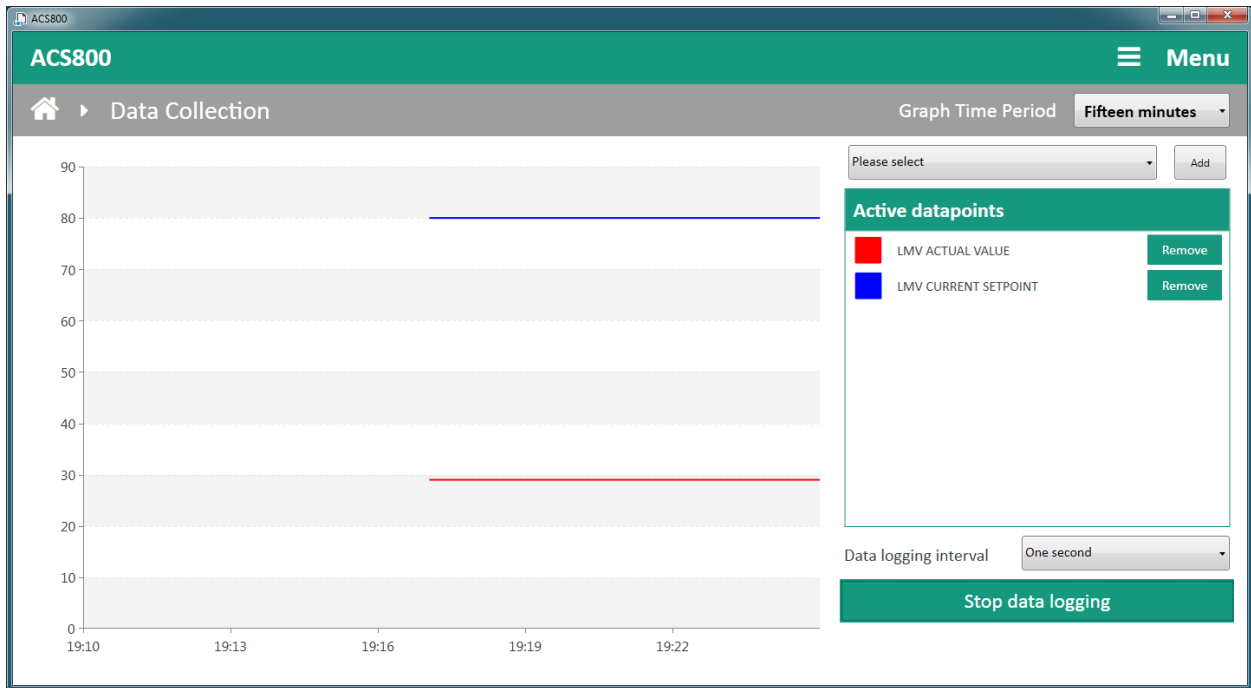 ACS800
ACS800
Menu
Data Collection
Graph Time Period
Fifteen minutes
Please select
Add
Active datapoints
LMV ACTUAL VALUE
Remove
LMV CURRENT SETPOINT
Remove
90
80
70
60
50
40
30
20
10
0
19:10
19:13
19:16
19:19
19:22
Data logging interval
One second
Stop data logging